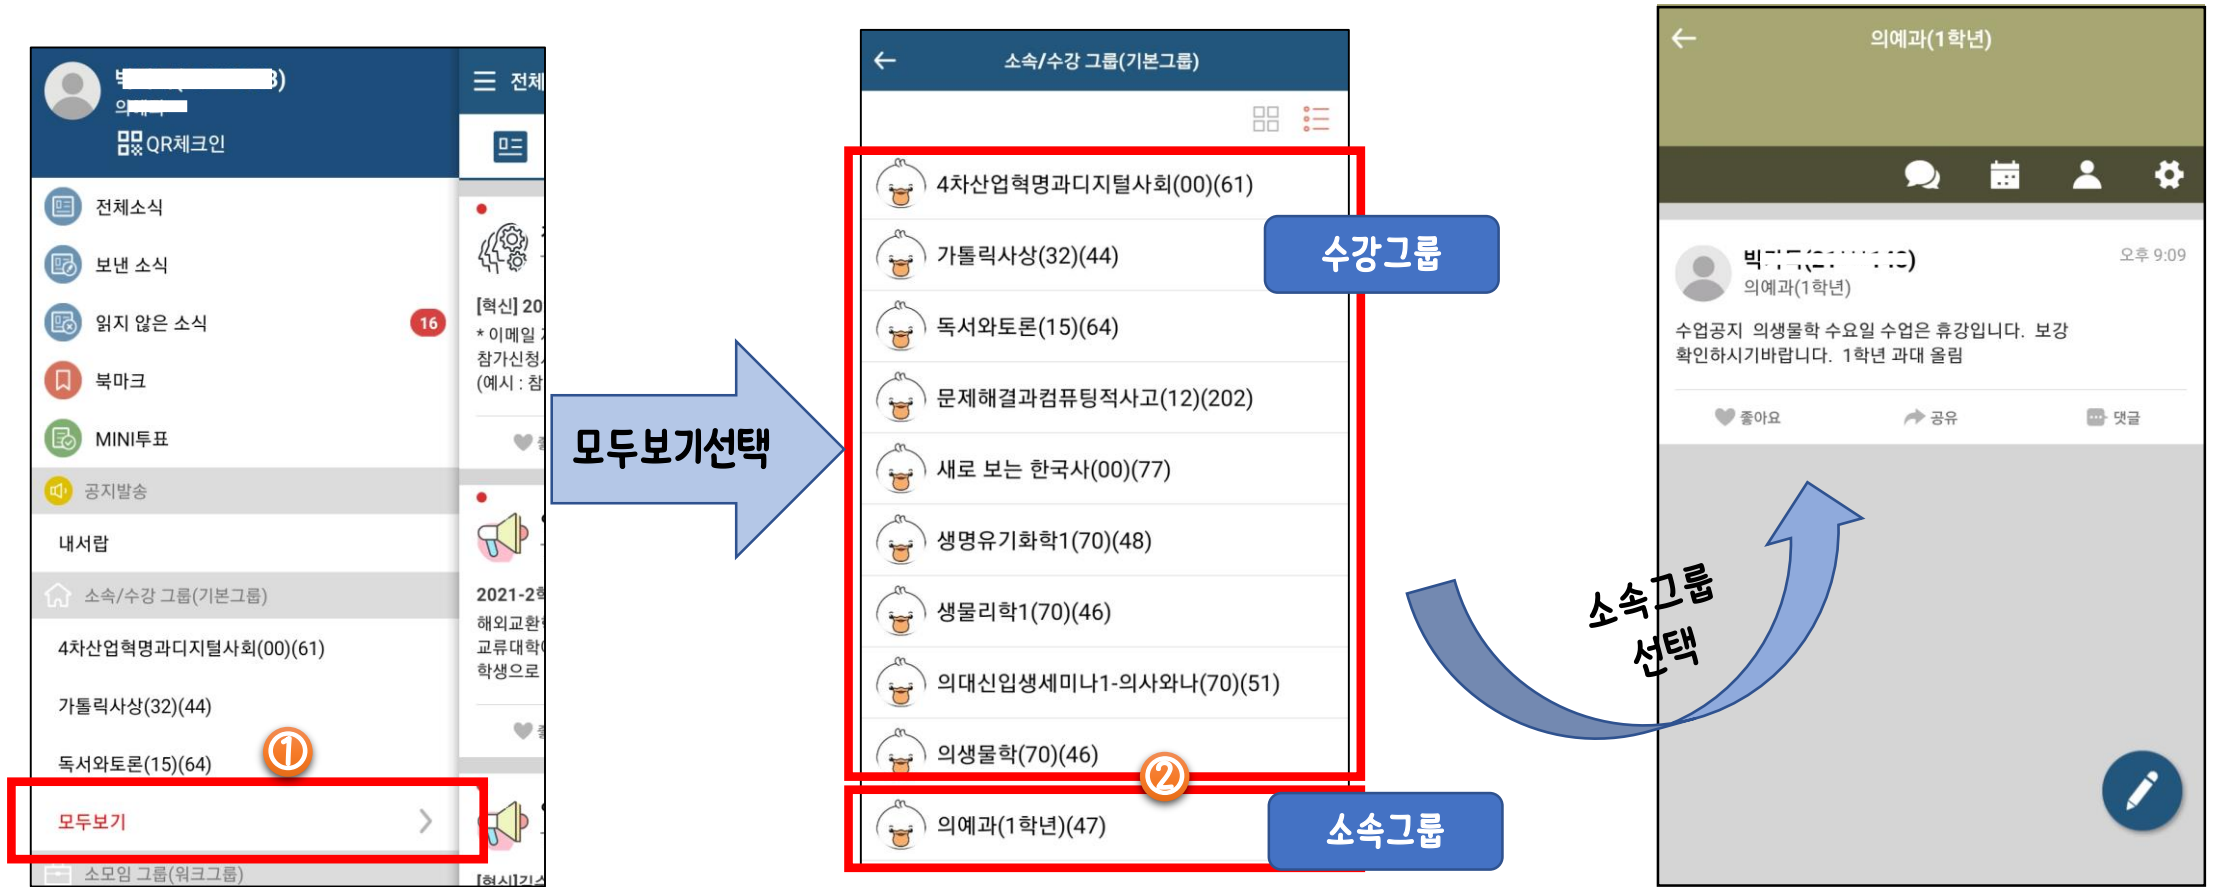 QR체크인
전체소식
보낸 소식
읽지 않은 소식
16
북마크
MINI투표
공지발송
내서랍
소속/수강 그룹(기본그룹)
4차산업혁명과디지털사회(00)(61)
가톨릭사상(32)(44)
①
독서와토론(15)(64)
모두보기
소모임 그룹(워크그룹)
전체
[혁신] 20
* 이메일
참가신청
(예시 : 참
2021-2학
해외교환
교류대학
학생으로
모두보기선택
소속/수강 그룹(기본그룹)
4차산업혁명과디지털사회(00)(61)
가톨릭사상(32)(44)
수강그룹
독서와토론(15)(64)
문제해결과컴퓨팅적사고(12)(202)
새로 보는 한국사(00)(77)
생명유기화학1(70)(48)
생물리학1(70)(46)
의대신입생세미나1-의사와나(70)(51)
의생물학(70)(46)
②
의예과(1학년)(47)
소속그룹
소속그룹
선택
의예과(1학년)
오후 9:09
의예과(1학년)
수업공지 의생물학 수요일 수업은 휴강입니다. 보강
확인하시기바랍니다. 1학년 과대 올림
좋아요
공유
댓글